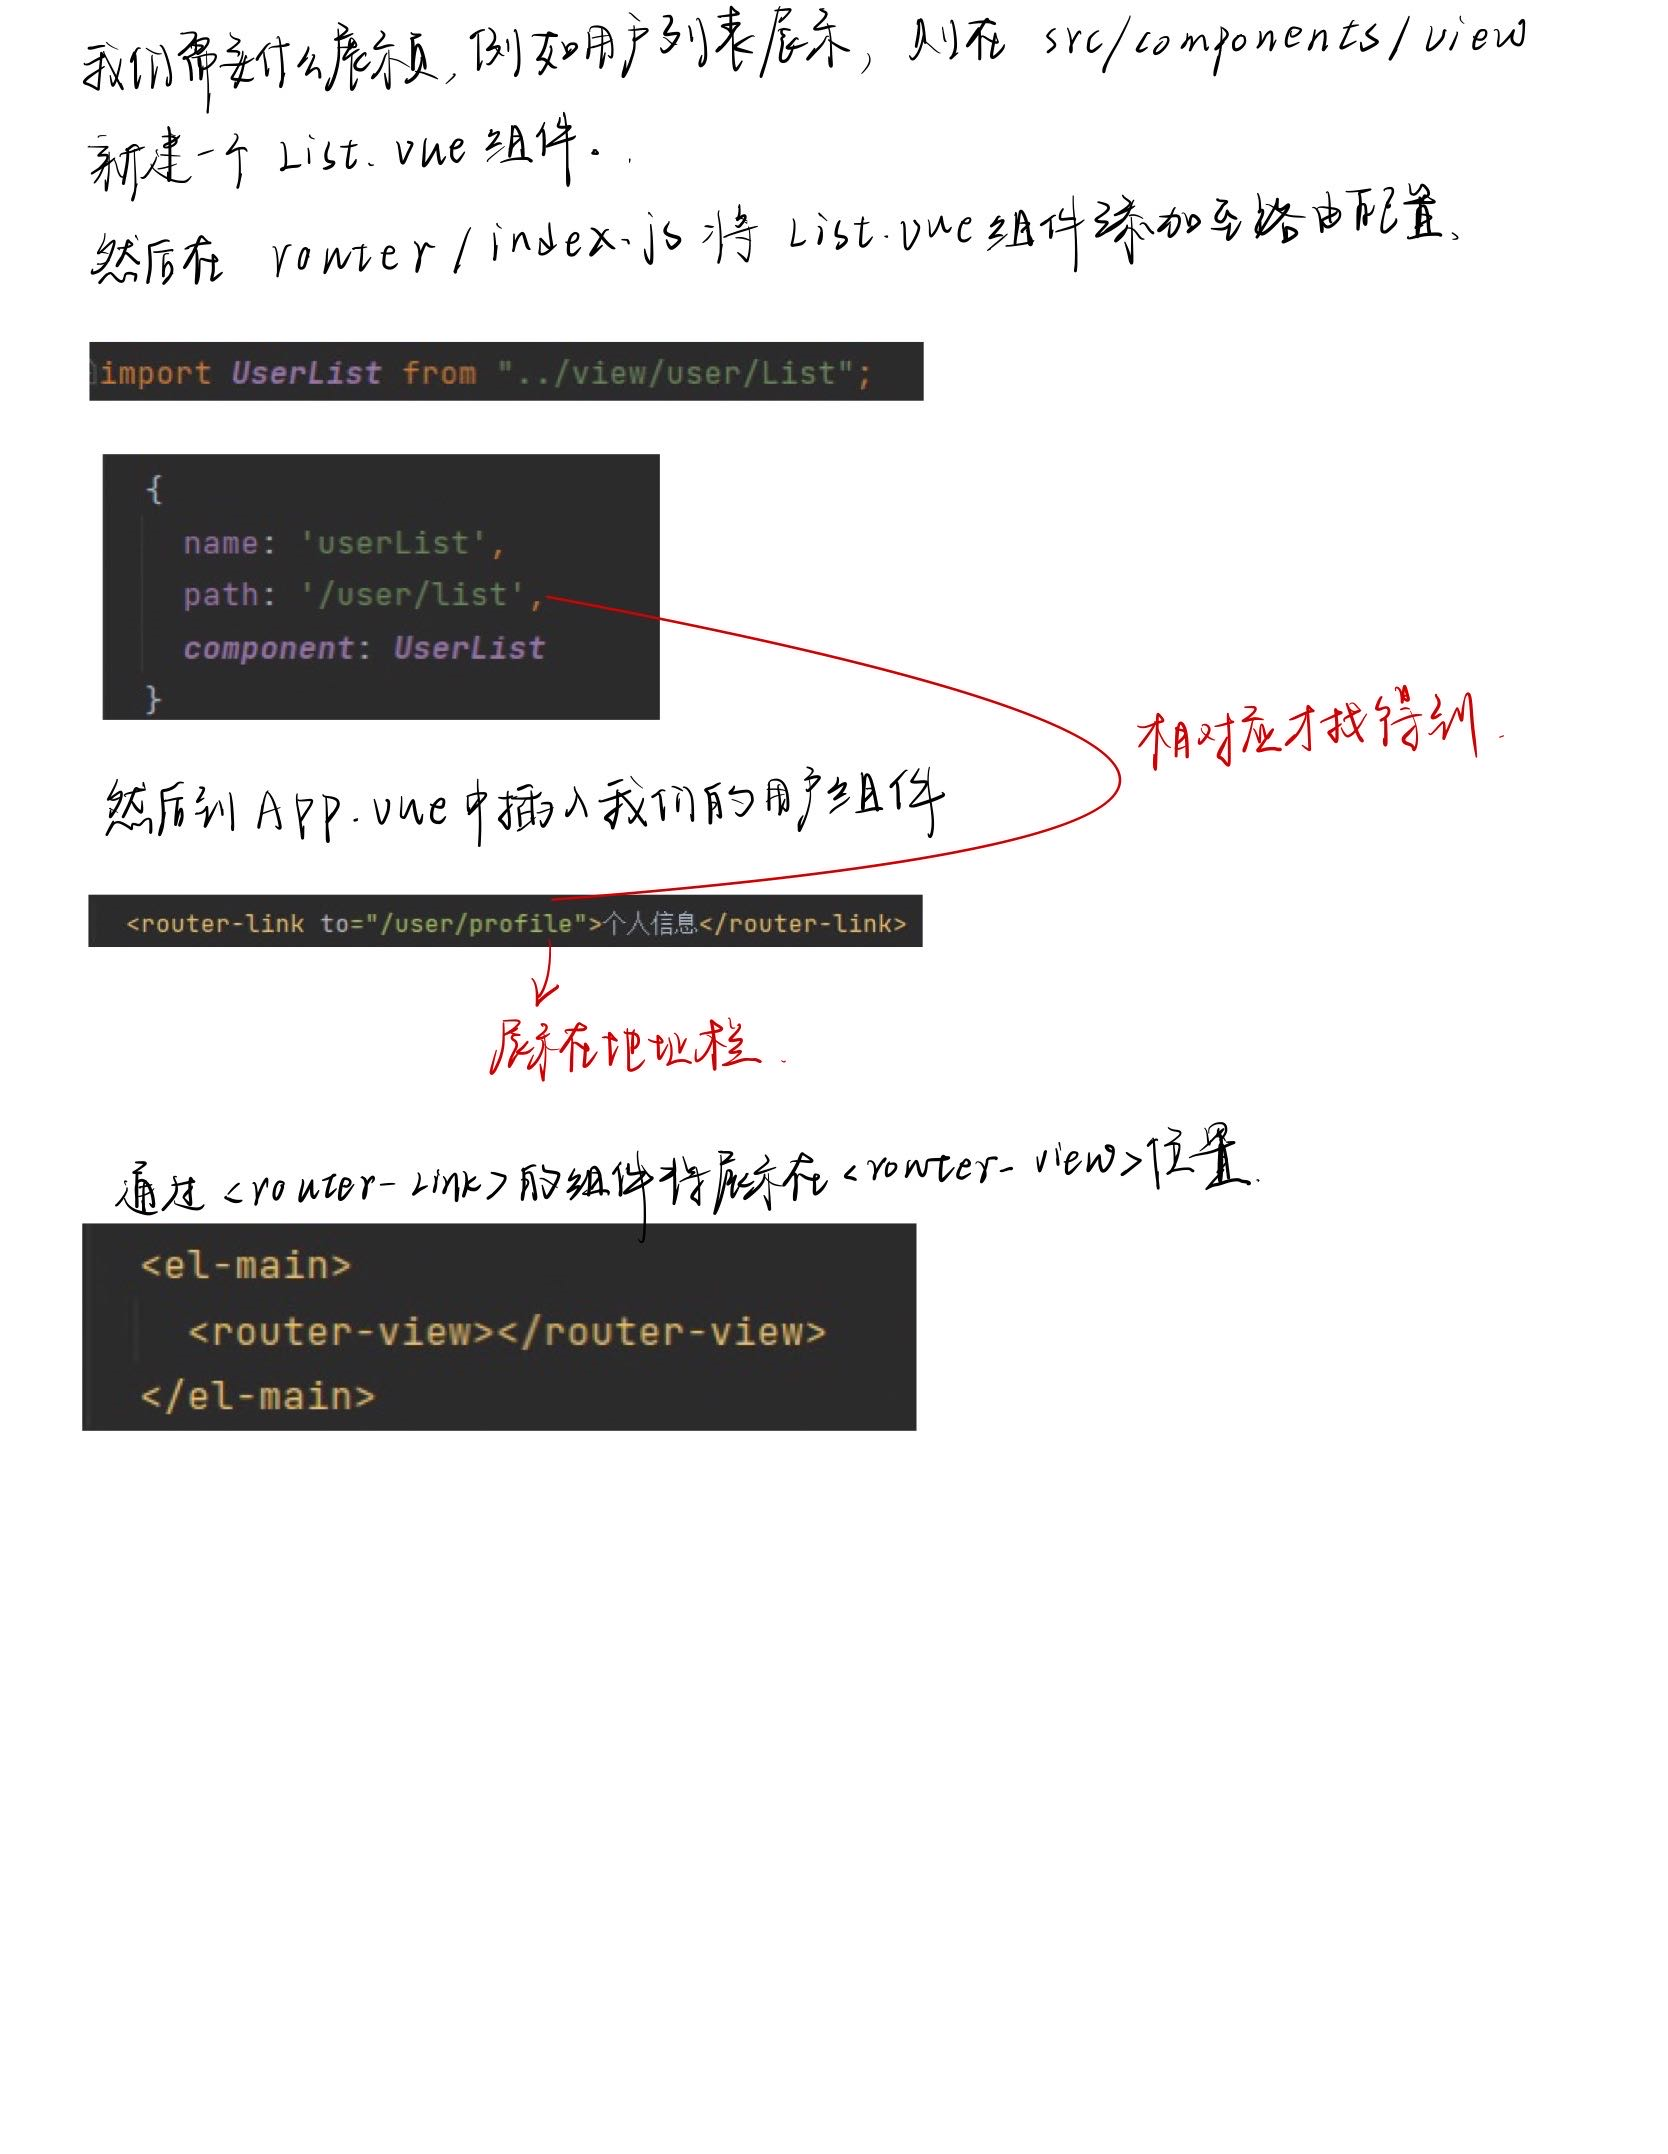 我们需要什么展示页,例如用户列表展示,则在 src/components/view
新建一个 List.vue 组件.
然后在 router/index.js 将 List.vue 组件添加至路由配置、
import UserList from "../view/user/List";
{
name: 'userList',
path: '/user/list',
component: UserList
}
相对应才找得到.
然后到 App.vue 中插入我们的用户组件
<router-link to="/user/profile">个人信息</router-link>
展示在地址栏.
通过<router-Link>的组件将展示在<router-view>位置.
<el-main>
<router-view></router-view>
</el-main>